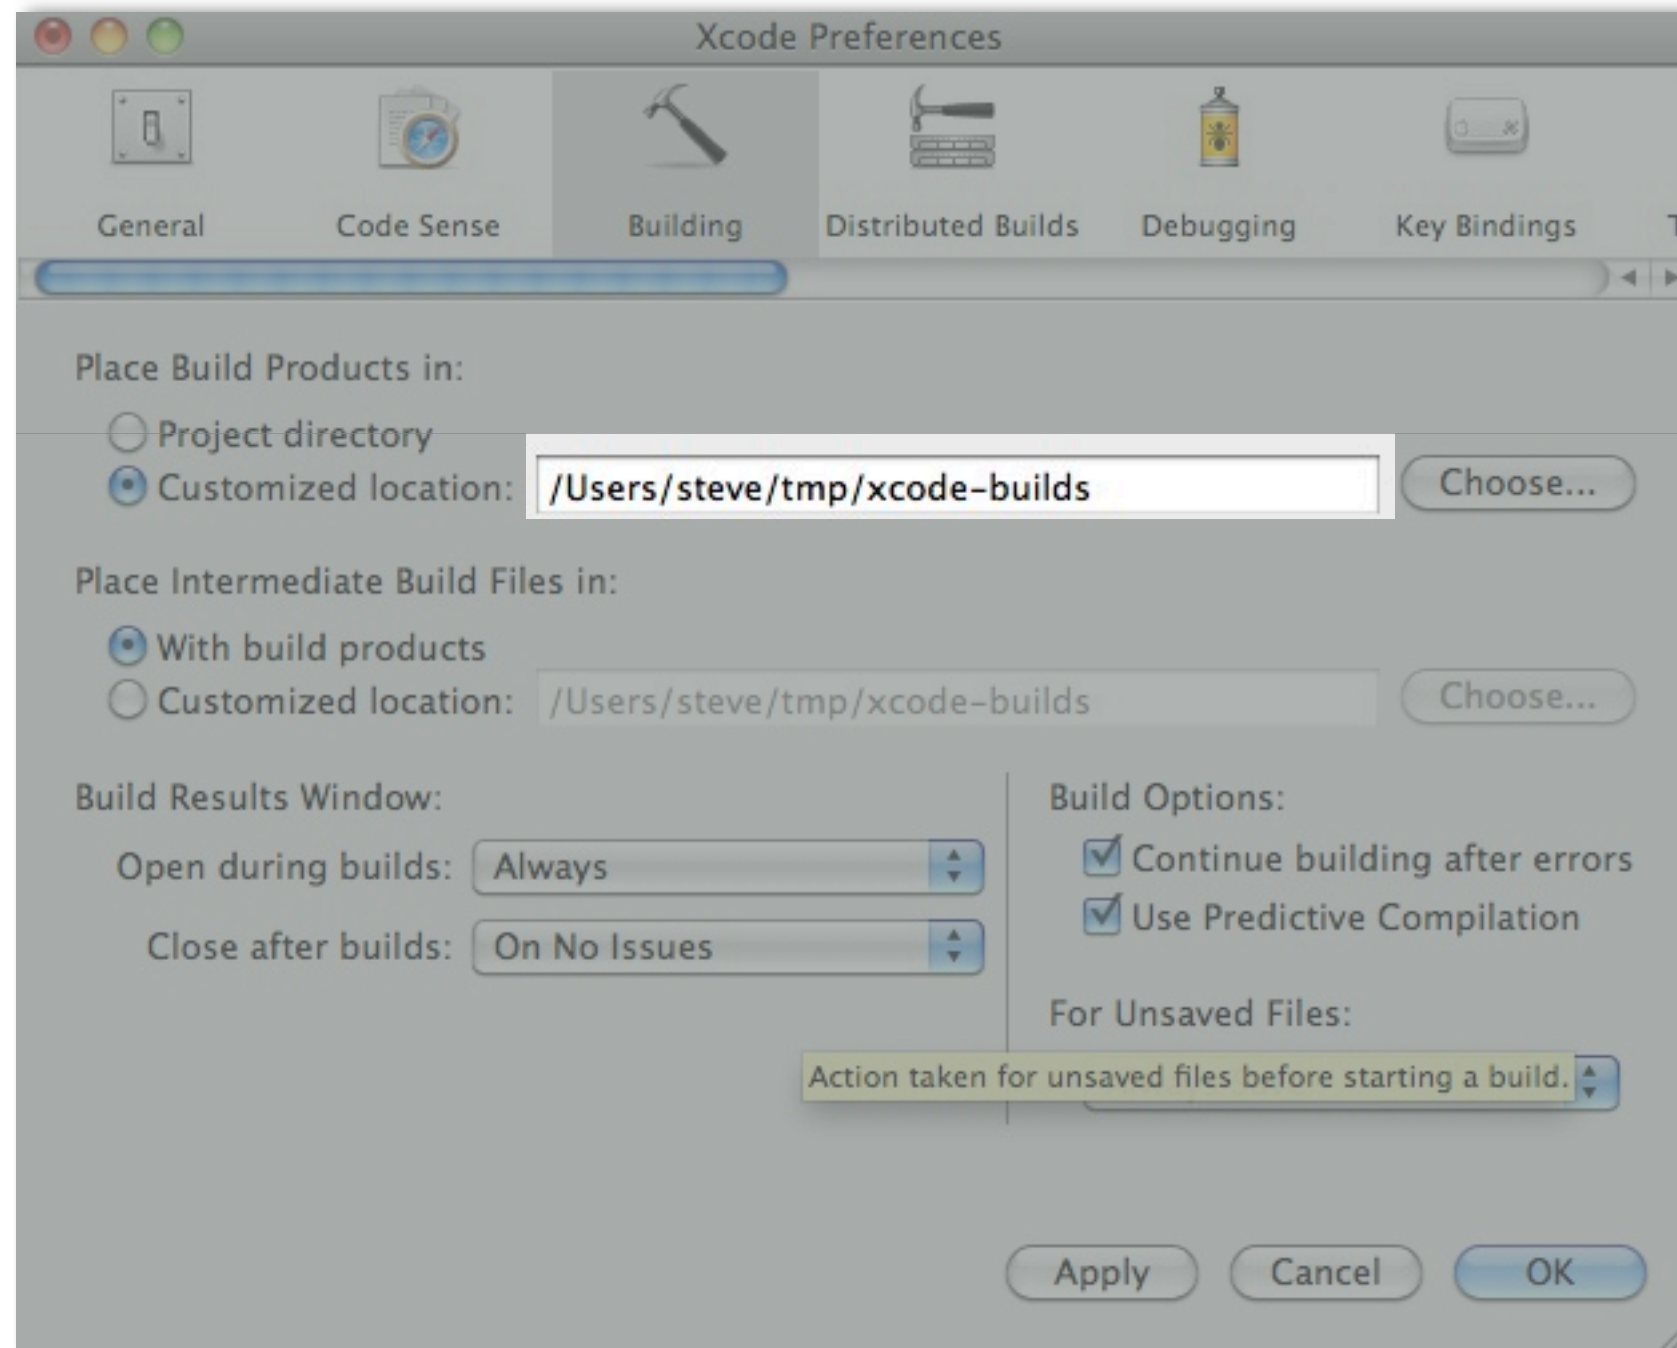 Xcode Preferences
General Code Sense Building Distributed Builds Debugging Key Bindings
Place Build Products in:
Project directory
Customized location: /Users/steve/tmp/xcode-builds Choose...
Place Intermediate Build Files in:
With build products
Customized location: /Users/steve/tmp/xcode-builds Choose...
Build Results Window:
Open during builds: Always
Close after builds: On No Issues
Build Options:
Continue building after errors
Use Predictive Compilation
For Unsaved Files:
Action taken for unsaved files before starting a build.
Apply Cancel OK